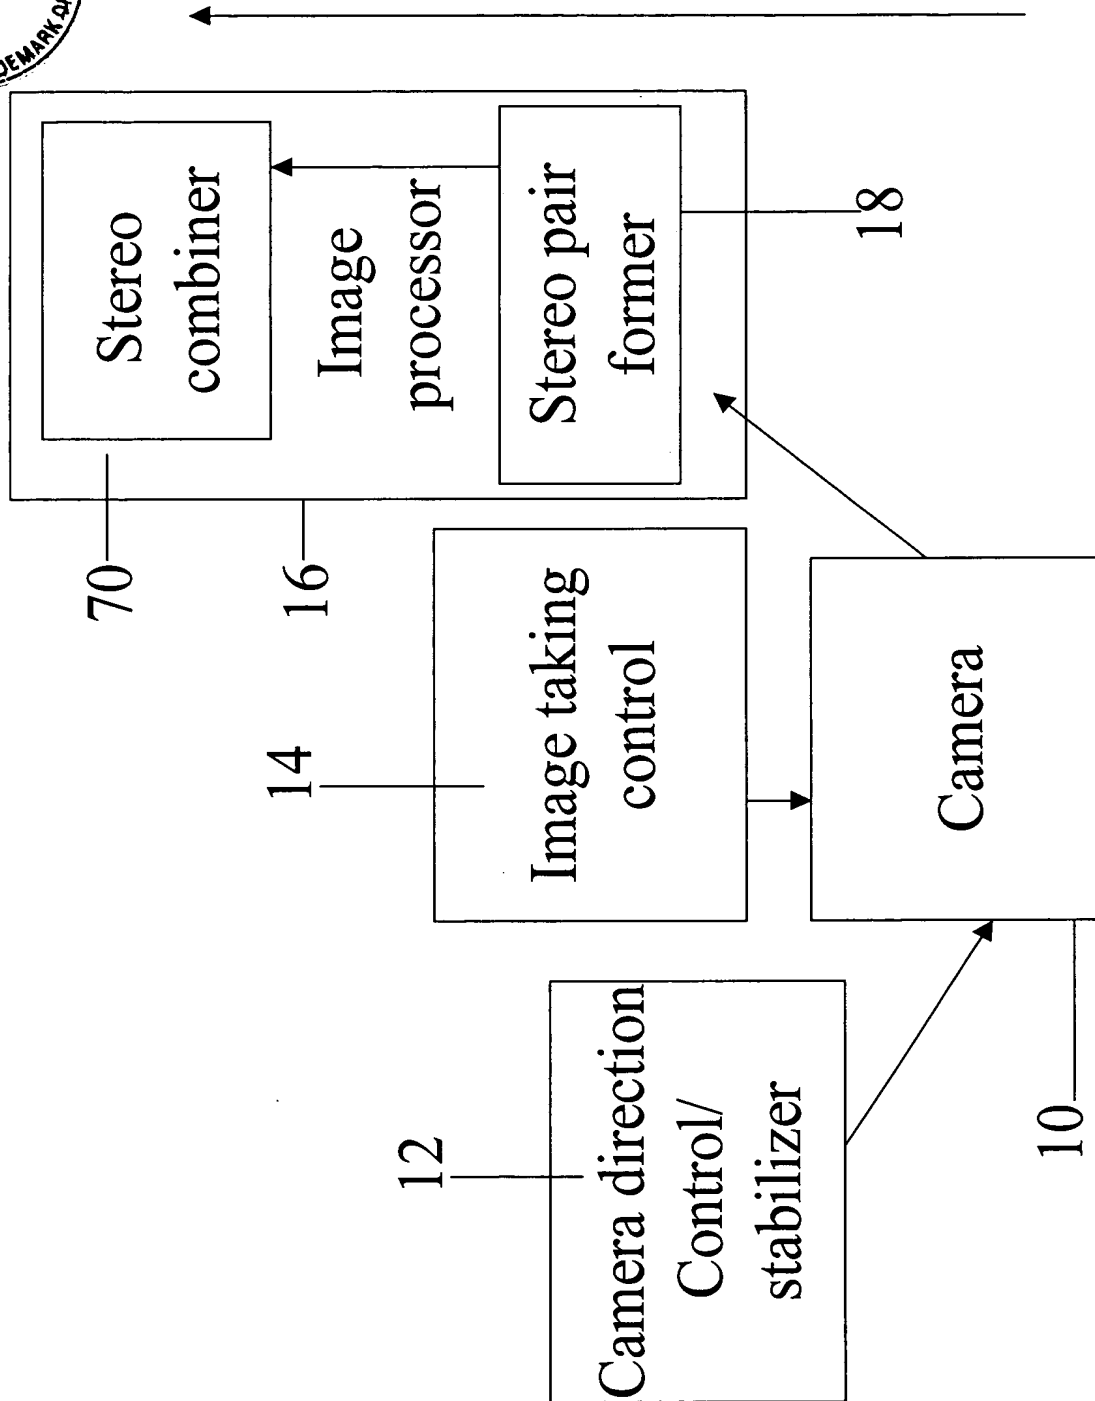 12
Camera direction
Control/
stabilizer
14
Image taking
control
10
Camera
70
16
Stereo
combiner
Image
processor
Stereo pair
former
18